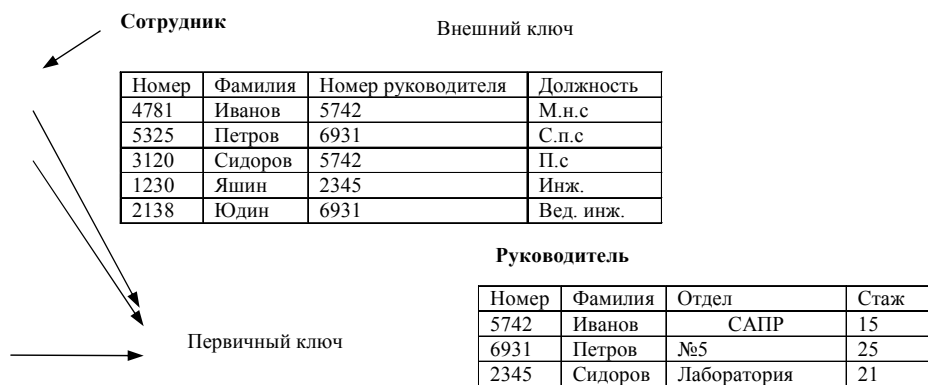 Сотрудник
Внешний ключ
Номер Фамилия Номер руководителя Должность
4781 Иванов 5742 М.н.с
5325 Петров 6931 С.п.с
3120 Сидоров 5742 П.с
1230 Яшин 2345 Инж.
2138 Юдин 6931 Вед. инж.
Руководитель
Номер Фамилия Отдел Стаж
5742 Иванов САПР 15
6931 Петров №5 25
2345 Сидоров Лаборатория 21
Первичный ключ